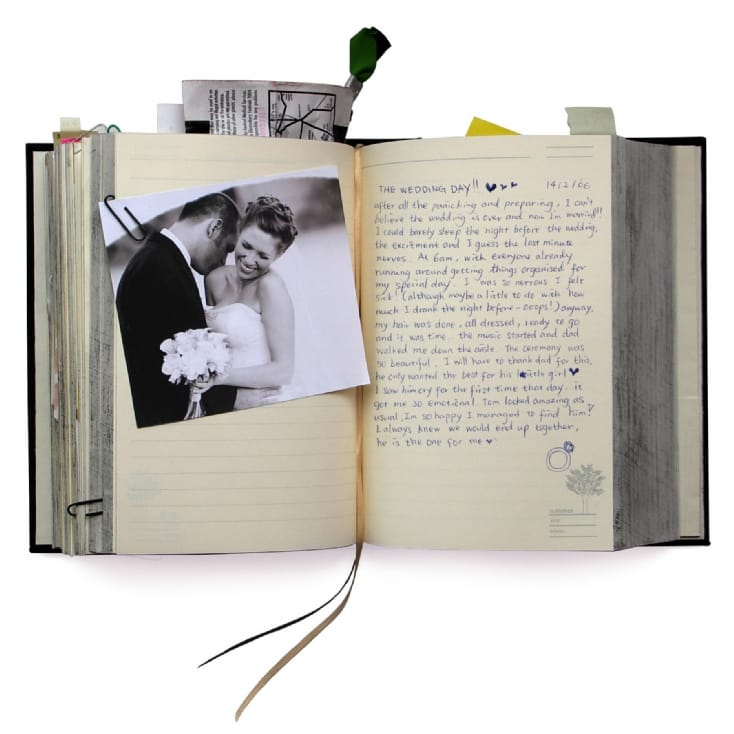 THE WEDDING DAY!! 14/2/06
after all the panicking and preparing, I can't
believe the wedding is over and now Im married!!
I could barely sleep the night before the wedding,
the excitment and I guess the last minute
nerves. At 6am, with everyone already
running around getting things organised for
my special day. I was so nervous I felt
sick! (although maybe a little to do with how
much I drank the night before - ooops!) anyway,
my hair was done, all dressed, ready to go
and it was time... the music started and dad
walked me down the aisle. The ceremony was
so beautiful, I will have to thank dad for this,
he only wanted the best for his little girl
I saw him cry for the first time that day. it
got me so emotional. Tom looked amazing as
usual, Im so happy I managed to find him!
I always knew we would end up together,
he is the one for me